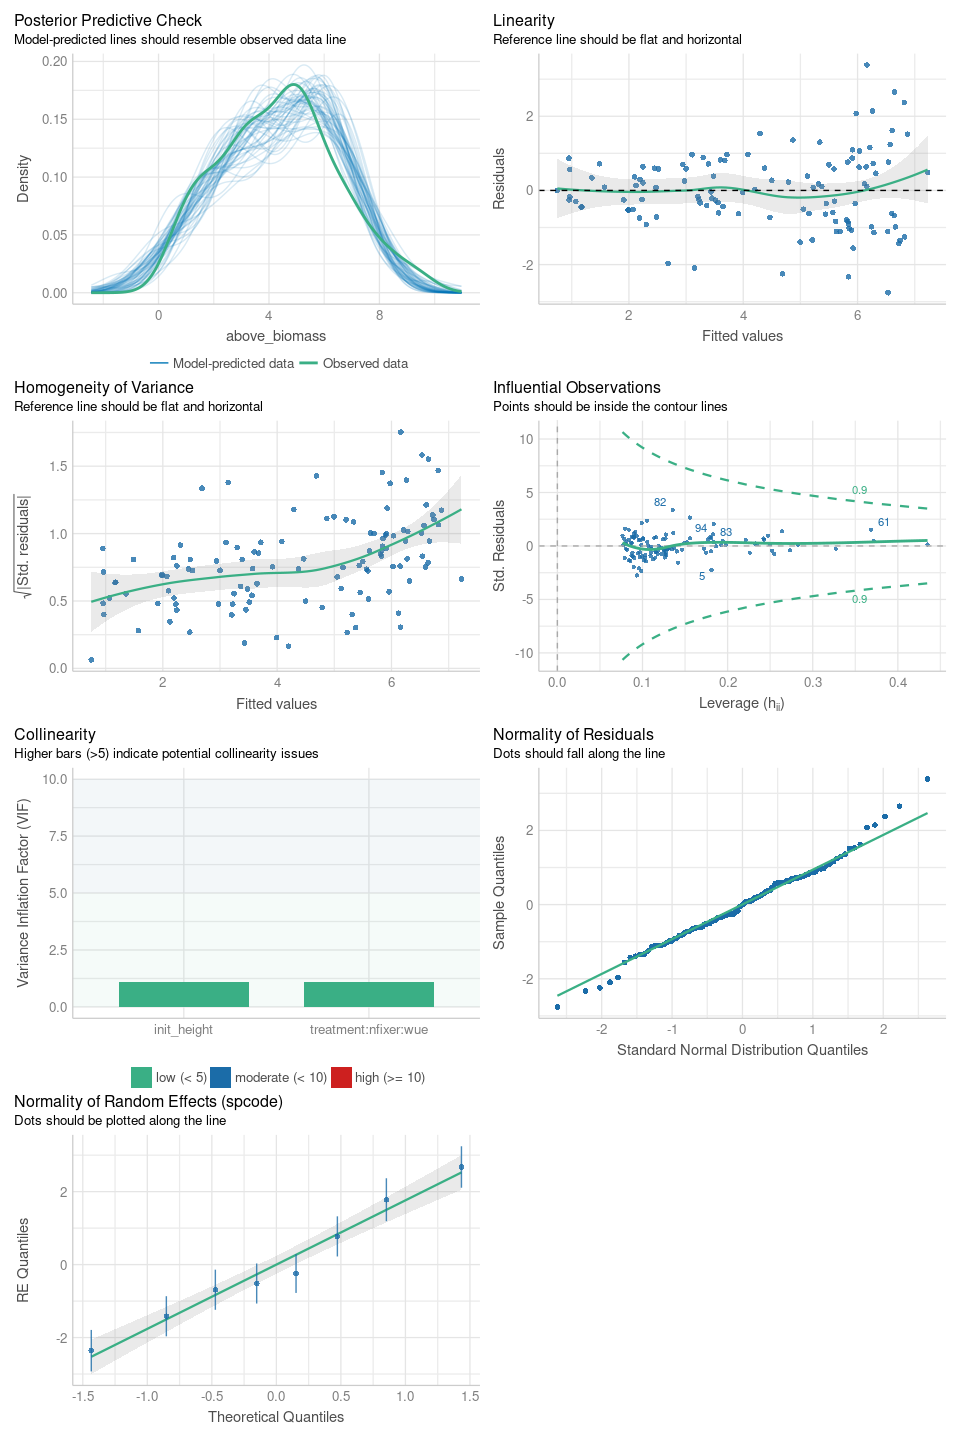 Posterior Predictive Check
Model-predicted lines should resemble observed data line
0.20
0.15
0.10
0.05
0.00
Density
0
4
8
above_biomass
Model-predicted data
Observed data
Linearity
Reference line should be flat and horizontal
2
0
-2
Residuals
2
4
6
Fitted values
Homogeneity of Variance
Reference line should be flat and horizontal
1.5
1.0
0.5
0.0
√|Std. residuals|
2
4
6
Fitted values
Influential Observations
Points should be inside the contour lines
10
5
0
-5
-10
Std. Residuals
0.9
82
61
94
83
5
0.9
0.0
0.1
0.2
0.3
0.4
Leverage (hii)
Collinearity
Higher bars (>5) indicate potential collinearity issues
10.0
7.5
5.0
2.5
0.0
Variance Inflation Factor (VIF)
init_height
treatment:nfixer:wue
low (< 5)
moderate (< 10)
high (>= 10)
Normality of Residuals
Dots should fall along the line
2
0
-2
Sample Quantiles
-2
-1
0
1
2
Standard Normal Distribution Quantiles
Normality of Random Effects (spcode)
Dots should be plotted along the line
2
0
-2
RE Quantiles
-1.5
-1.0
-0.5
0.0
0.5
1.0
1.5
Theoretical Quantiles